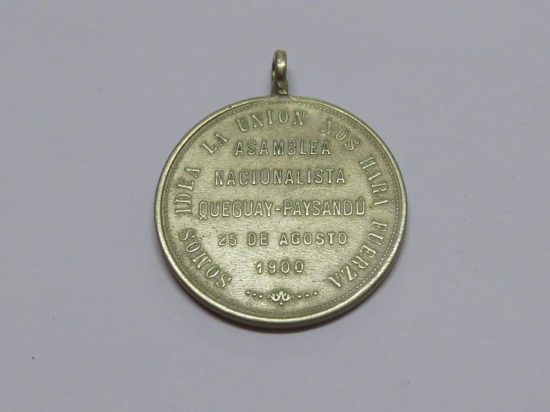 SOMOS IDEA LA UNION NOS HARA FUERZA
ASAMBLEA
NACIONALISTA
QUEGUAY-PAYSANDÚ
25 DE AGOSTO
1900